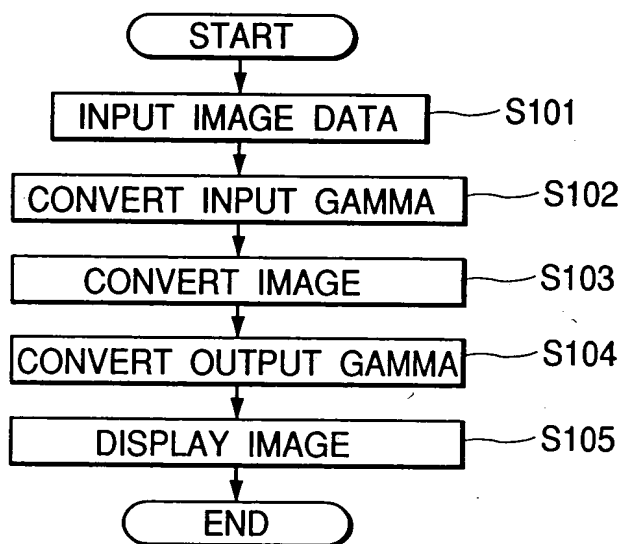 START
INPUT IMAGE DATA S101
CONVERT INPUT GAMMA S102
CONVERT IMAGE S103
CONVERT OUTPUT GAMMA S104
DISPLAY IMAGE S105
END